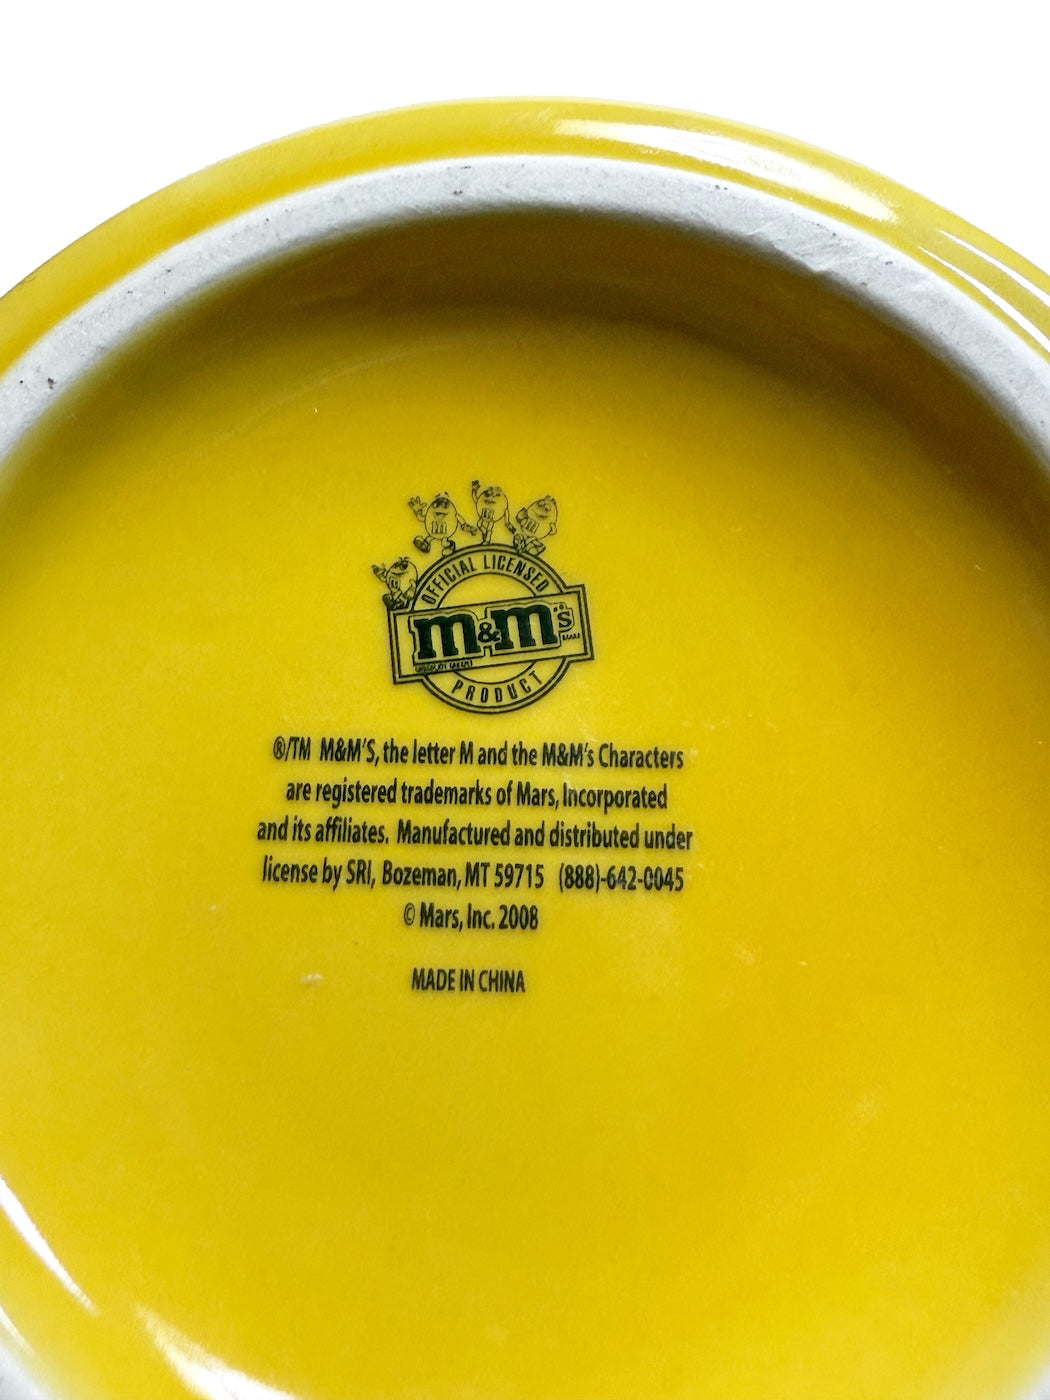 OFFICIAL LICENSED
m&m's
PRODUCT
®/TM M&M'S, the letter M and the M&M's Characters
are registered trademarks of Mars, Incorporated
and its affiliates. Manufactured and distributed under
license by SRI, Bozeman, MT 59715 (888)-642-0045
© Mars, Inc. 2008
MADE IN CHINA